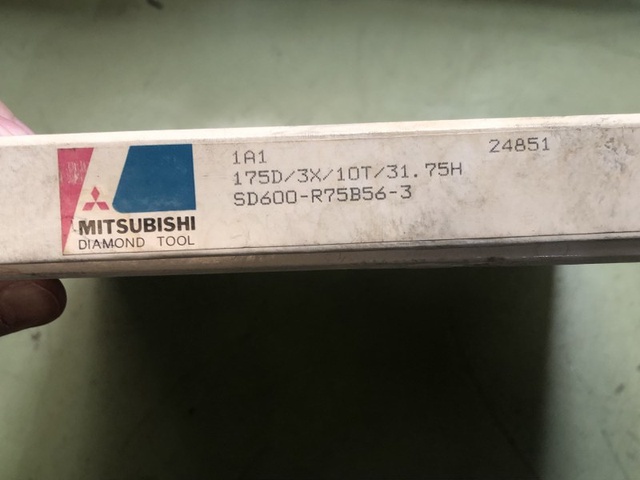 1A1 24851
175D/3X/10T/31.75H
SD600-R75B56-3
MITSUBISHI
DIAMOND TOOL